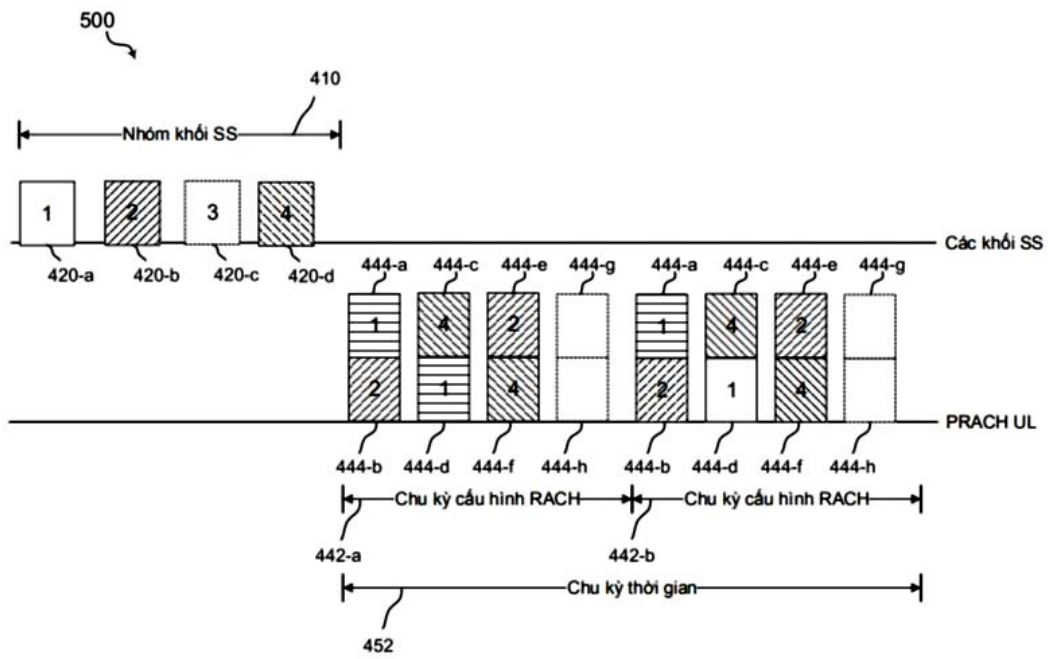 500
410
Nhóm khối SS
1 2 3 4
Các khối SS
420-a 420-b 420-c 420-d
444-a 444-c 444-e 444-g 444-a 444-c 444-e 444-g
1 4 2 1 4 2
2 1 4 2 1 4
PRACH UL
444-b 444-d 444-f 444-h 444-b 444-d 444-f 444-h
Chu kỳ cấu hình RACH Chu kỳ cấu hình RACH
442-a 442-b
Chu kỳ thời gian
452